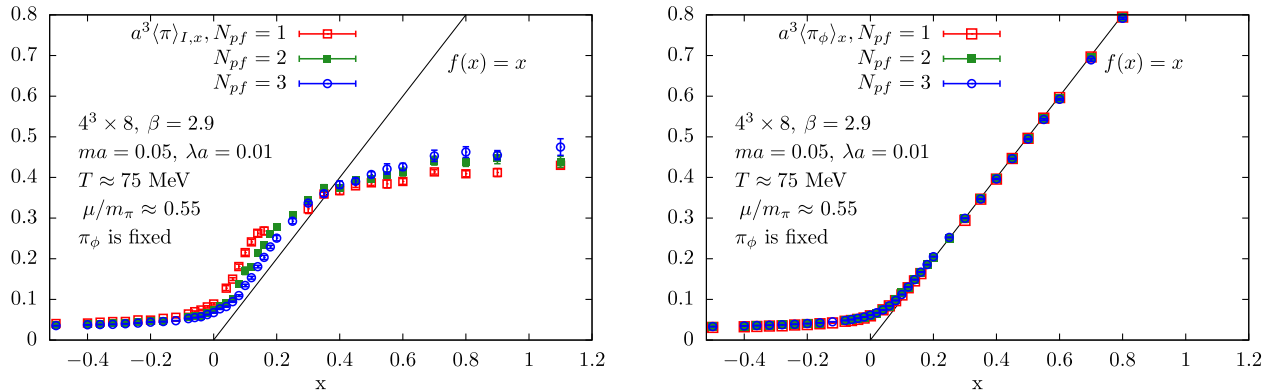 0.8
0.7
0.6
0.5
0.4
0.3
0.2
0.1
0
−0.4 −0.2 0 0.2 0.4 0.6 0.8 1 1.2
x
a³⟨π⟩_{I,x}, N_{pf} = 1
N_{pf} = 2
N_{pf} = 3
f(x) = x
4³ × 8, β = 2.9
ma = 0.05, λa = 0.01
T ≈ 75 MeV
μ/m_π ≈ 0.55
π_ϕ is fixed
0.8
0.7
0.6
0.5
0.4
0.3
0.2
0.1
0
−0.4 −0.2 0 0.2 0.4 0.6 0.8 1 1.2
x
a³⟨π_ϕ⟩_x, N_{pf} = 1
N_{pf} = 2
N_{pf} = 3
f(x) = x
4³ × 8, β = 2.9
ma = 0.05, λa = 0.01
T ≈ 75 MeV
μ/m_π ≈ 0.55
π_ϕ is fixed